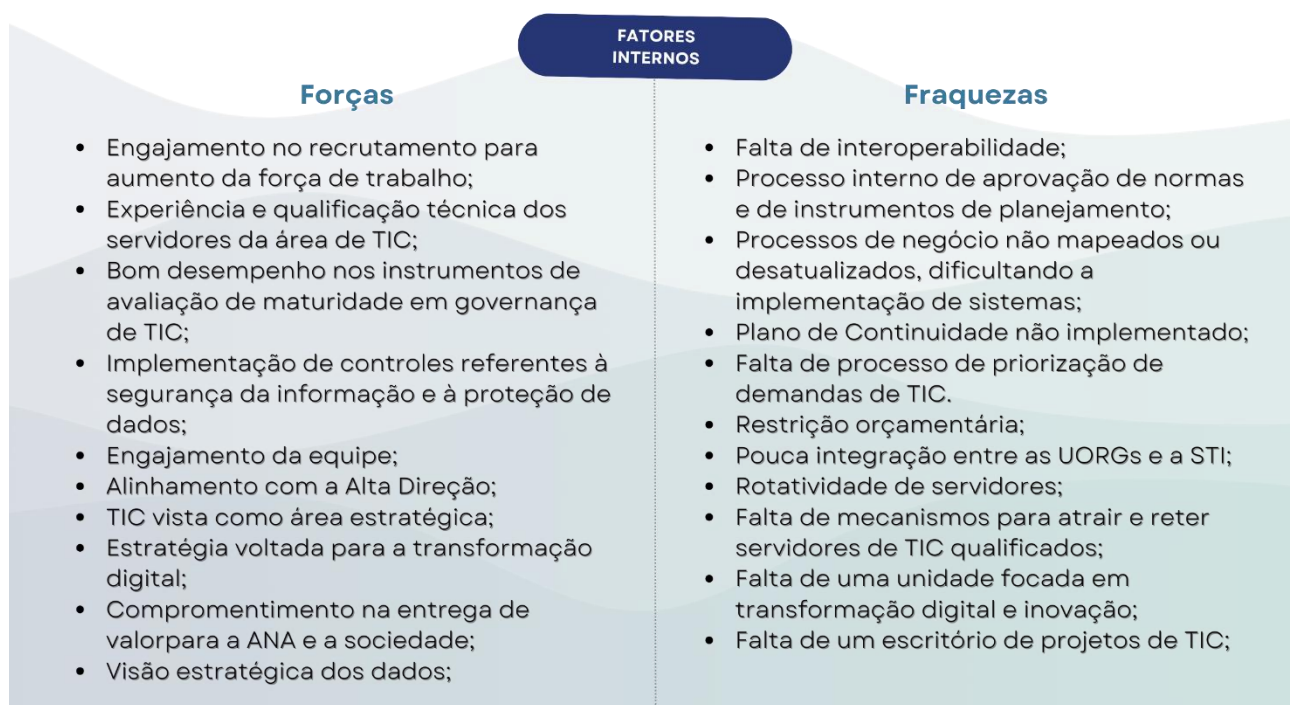 FATORES
INTERNOS
Forças
• Engajamento no recrutamento para
aumento da força de trabalho;
• Experiência e qualificação técnica dos
servidores da área de TIC;
• Bom desempenho nos instrumentos de
avaliação de maturidade em governança
de TIC;
• Implementação de controles referentes à
segurança da informação e à proteção de
dados;
• Engajamento da equipe;
• Alinhamento com a Alta Direção;
• TIC vista como área estratégica;
• Estratégia voltada para a transformação
digital;
• Compromentimento na entrega de
valorpara a ANA e a sociedade;
• Visão estratégica dos dados;
Fraquezas
• Falta de interoperabilidade;
• Processo interno de aprovação de normas
e de instrumentos de planejamento;
• Processos de negócio não mapeados ou
desatualizados, dificultando a
implementação de sistemas;
• Plano de Continuidade não implementado;
• Falta de processo de priorização de
demandas de TIC.
• Restrição orçamentária;
• Pouca integração entre as UORGs e a STI;
• Rotatividade de servidores;
• Falta de mecanismos para atrair e reter
servidores de TIC qualificados;
• Falta de uma unidade focada em
transformação digital e inovação;
• Falta de um escritório de projetos de TIC;